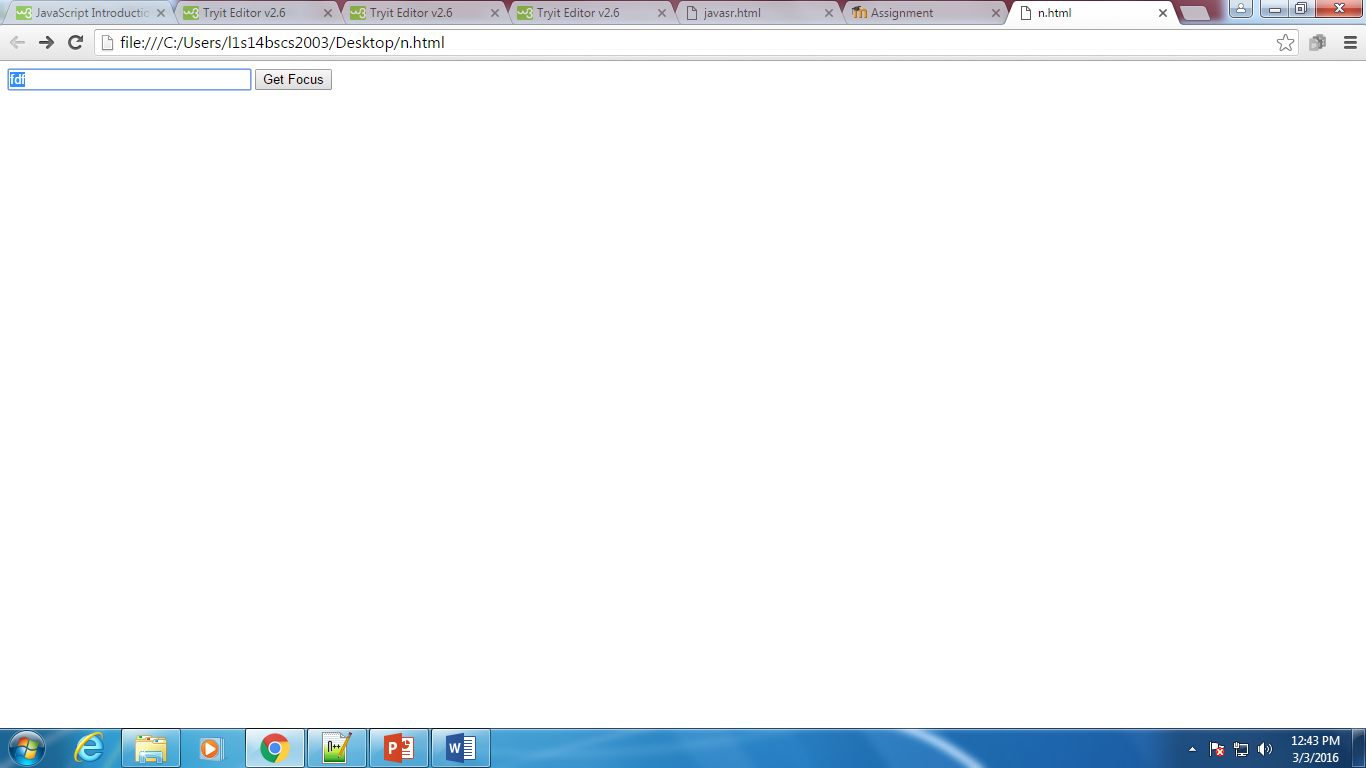 JavaScript Introductic
Tryit Editor v2.6
Tryit Editor v2.6
Tryit Editor v2.6
javasr.html
Assignment
n.html
file:///C:/Users/l1s14bscs2003/Desktop/n.html
fdf
Get Focus
12:43 PM
3/3/2016